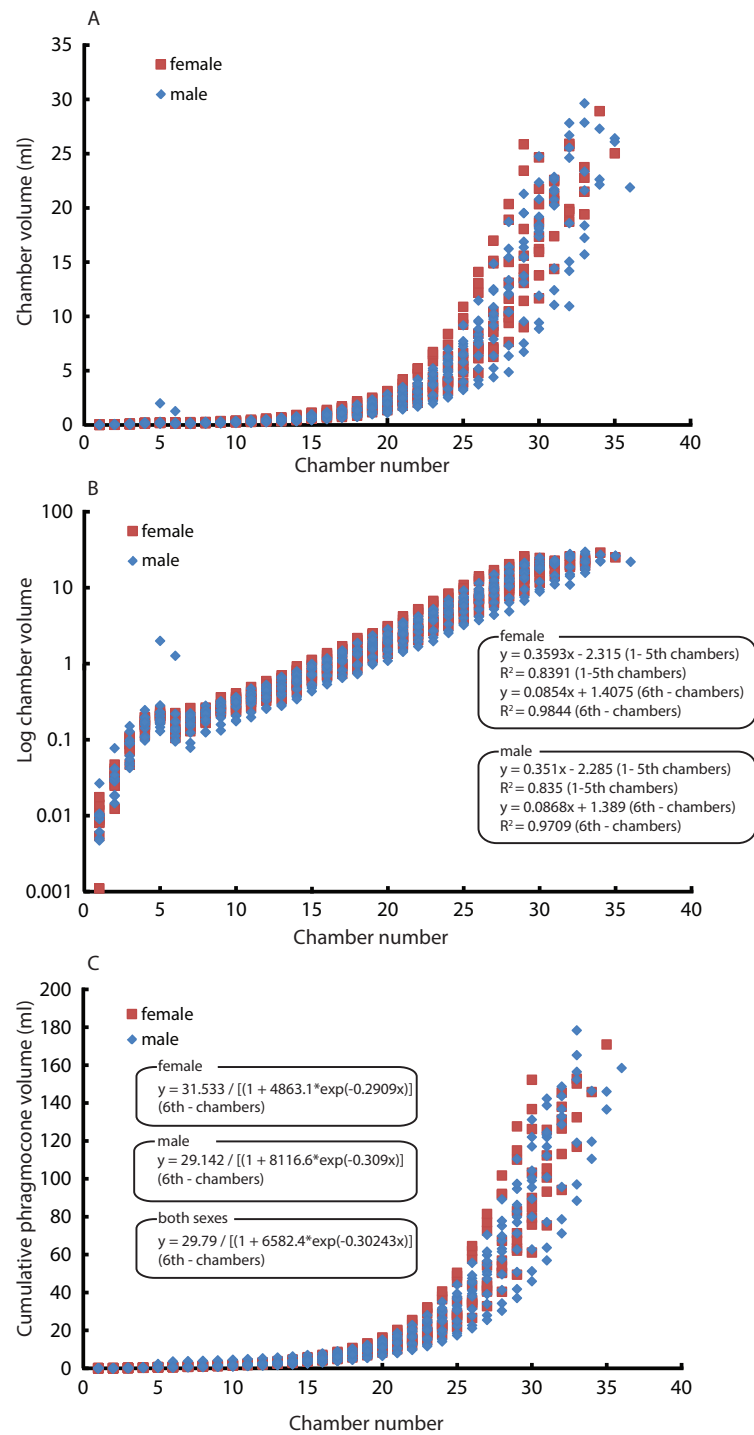 A
35
30
25
20
15
10
5
0
Chamber volume (ml)
female
male
0 5 10 15 20 25 30 35 40
Chamber number
B
100
10
1
0.1
0.01
0.001
Log chamber volume
female
male
female
y = 0.3593x - 2.315 (1- 5th chambers)
R² = 0.8391 (1-5th chambers)
y = 0.0854x + 1.4075 (6th - chambers)
R² = 0.9844 (6th - chambers)
male
y = 0.351x - 2.285 (1- 5th chambers)
R² = 0.835 (1-5th chambers)
y = 0.0868x + 1.389 (6th - chambers)
R² = 0.9709 (6th - chambers)
0 5 10 15 20 25 30 35 40
Chamber number
C
200
180
160
140
120
100
80
60
40
20
0
Cumulative phragmocone volume (ml)
female
male
female
y = 31.533 / [(1 + 4863.1*exp(-0.2909x)]
(6th - chambers)
male
y = 29.142 / [(1 + 8116.6*exp(-0.309x)]
(6th - chambers)
both sexes
y = 29.79 / [(1 + 6582.4*exp(-0.30243x)]
(6th - chambers)
0 5 10 15 20 25 30 35 40
Chamber number